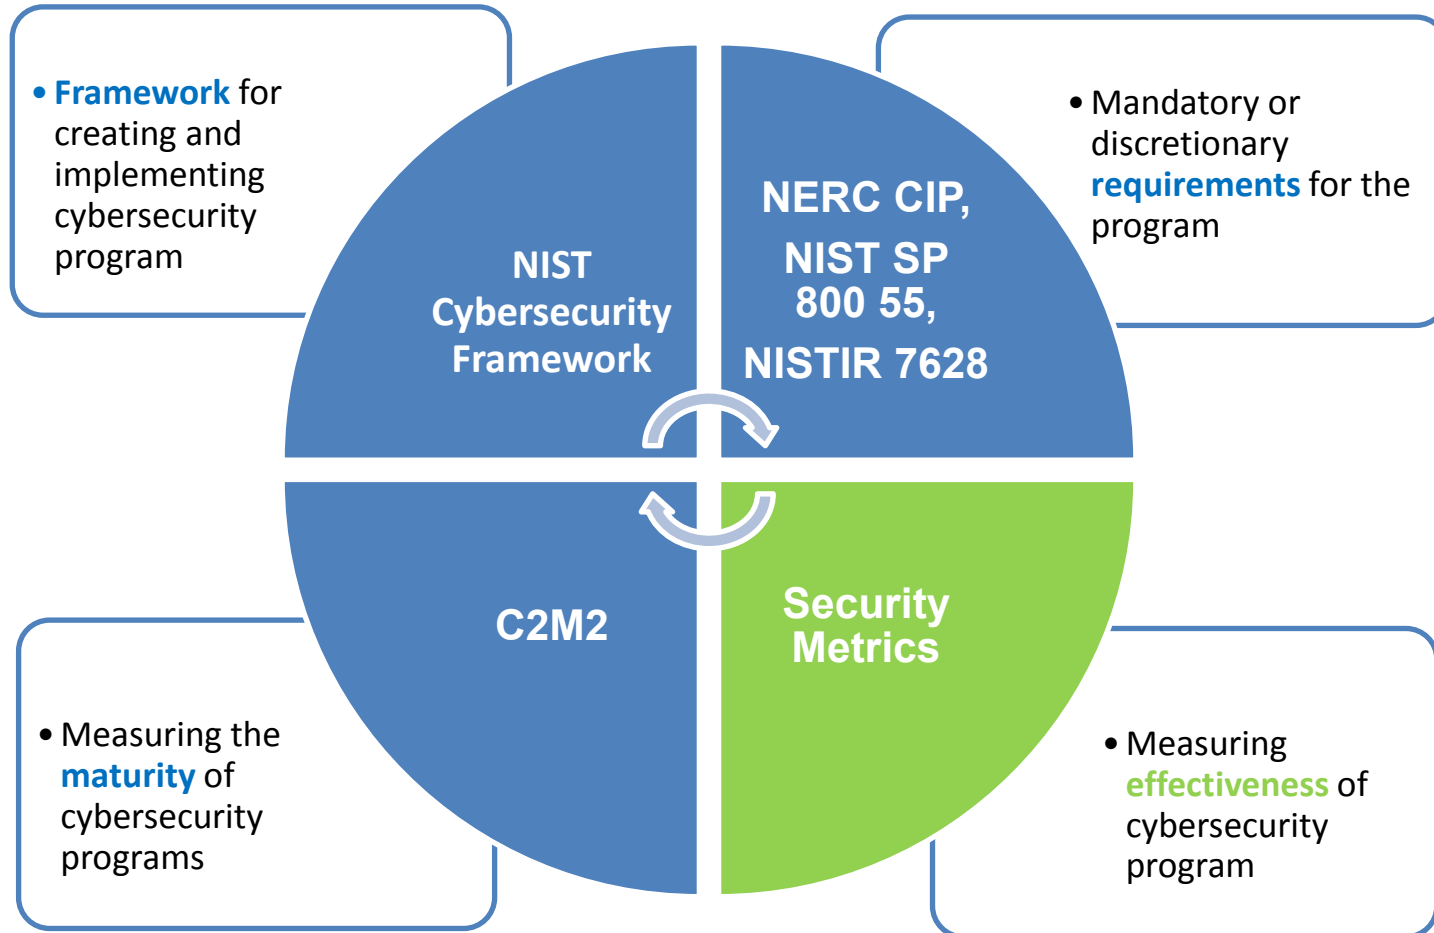 • Framework for
creating and
implementing
cybersecurity
program
NIST
Cybersecurity
Framework
NERC CIP,
NIST SP
800 55,
NISTIR 7628
• Mandatory or
discretionary
requirements for the
program
• Measuring the
maturity of
cybersecurity
programs
C2M2
Security
Metrics
• Measuring
effectiveness of
cybersecurity
program